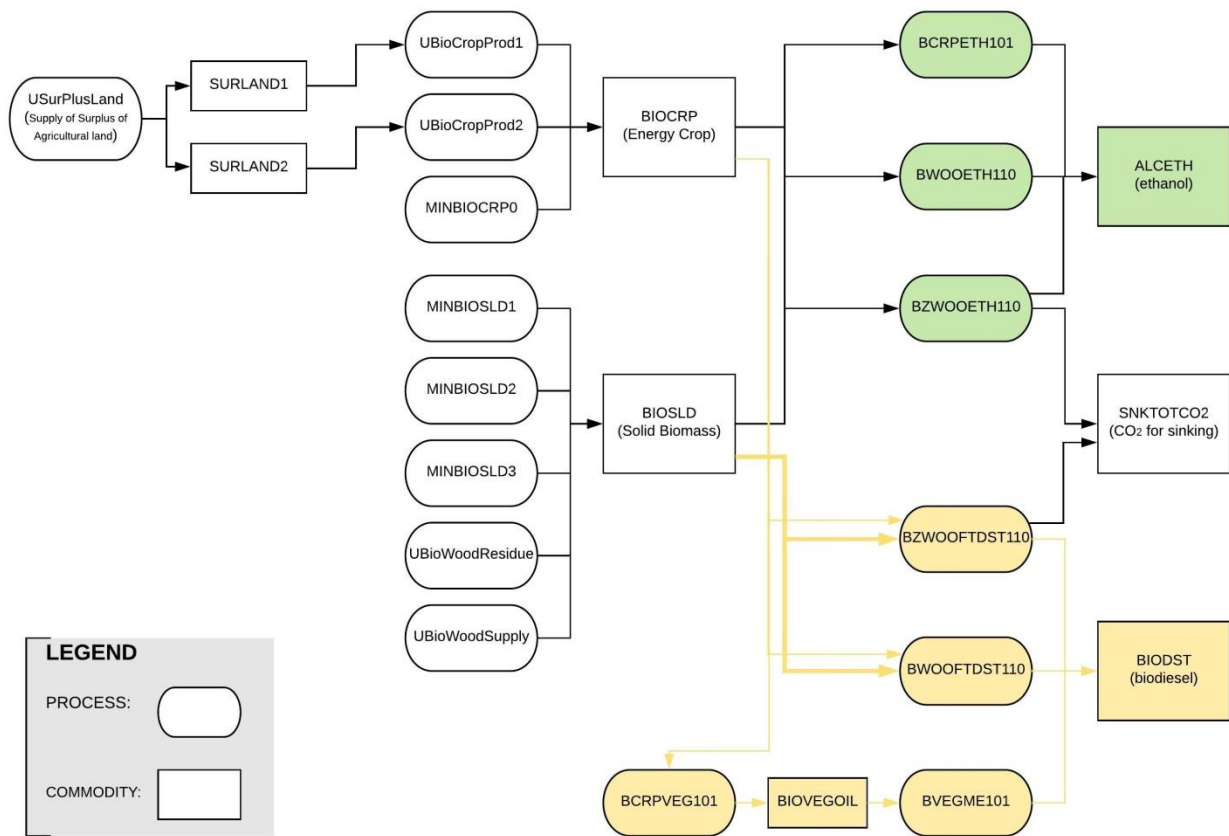 USurPlusLand
(Supply of Surplus of
Agricultural land)
SURLAND1
SURLAND2
UBioCropProd1
UBioCropProd2
MINBIOCRP0
MINBIOSLD1
MINBIOSLD2
MINBIOSLD3
UBioWoodResidue
UBioWoodSupply
BIOCRP
(Energy Crop)
BIOSLD
(Solid Biomass)
BCRPETH101
BWOOETH110
BZWOOETH110
ALCETH
(ethanol)
SNKTOTCO2
(CO2 for sinking)
BZWOOFTDST110
BWOOFTDST110
BIODST
(biodiesel)
BCRPVEG101
BIOVEGOIL
BVEGME101
LEGEND
PROCESS:
COMMODITY: